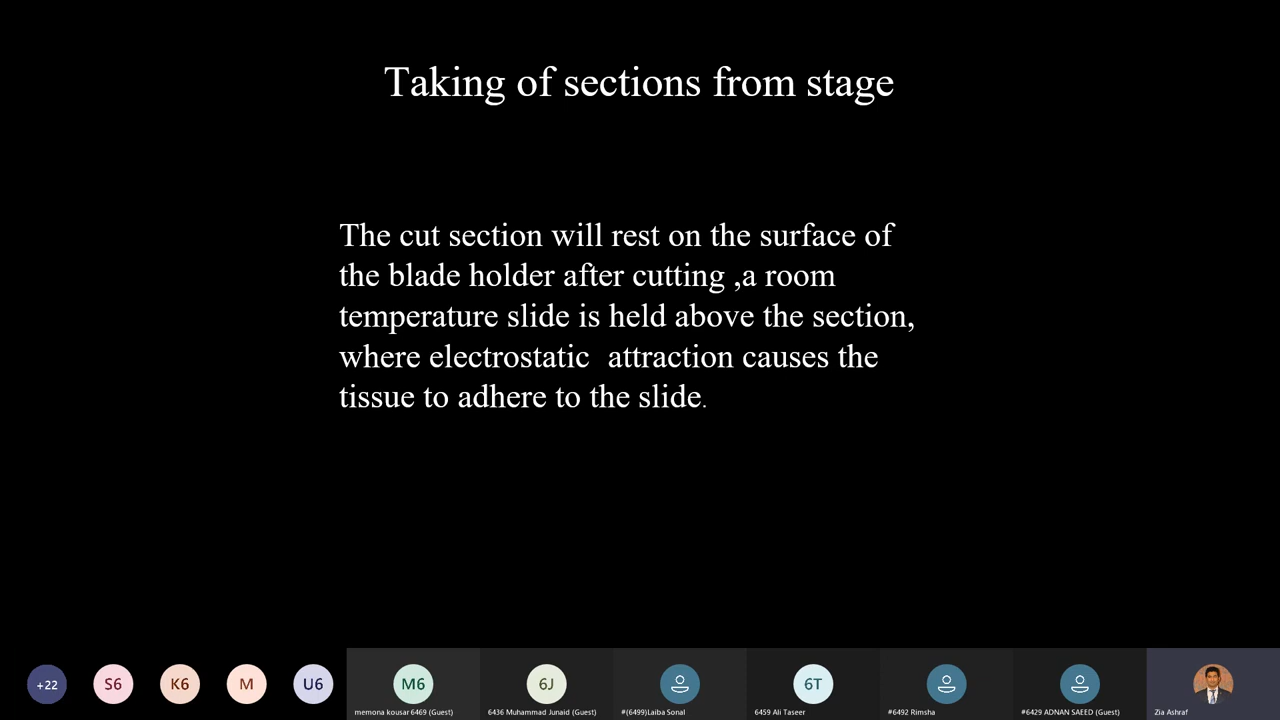 Taking of sections from stage
The cut section will rest on the surface of
the blade holder after cutting ,a room
temperature slide is held above the section,
where electrostatic  attraction causes the
tissue to adhere to the slide.
+22
S6
K6
M
U6
M6
6J
6T
memona kousar 6469 (Guest)
6436 Muhammad Junaid (Guest)
#(6499)Laiba Sonal
6459 Ali Taseer
#6492 Rimsha
#6429 ADNAN SAEED (Guest)
Zia Ashraf